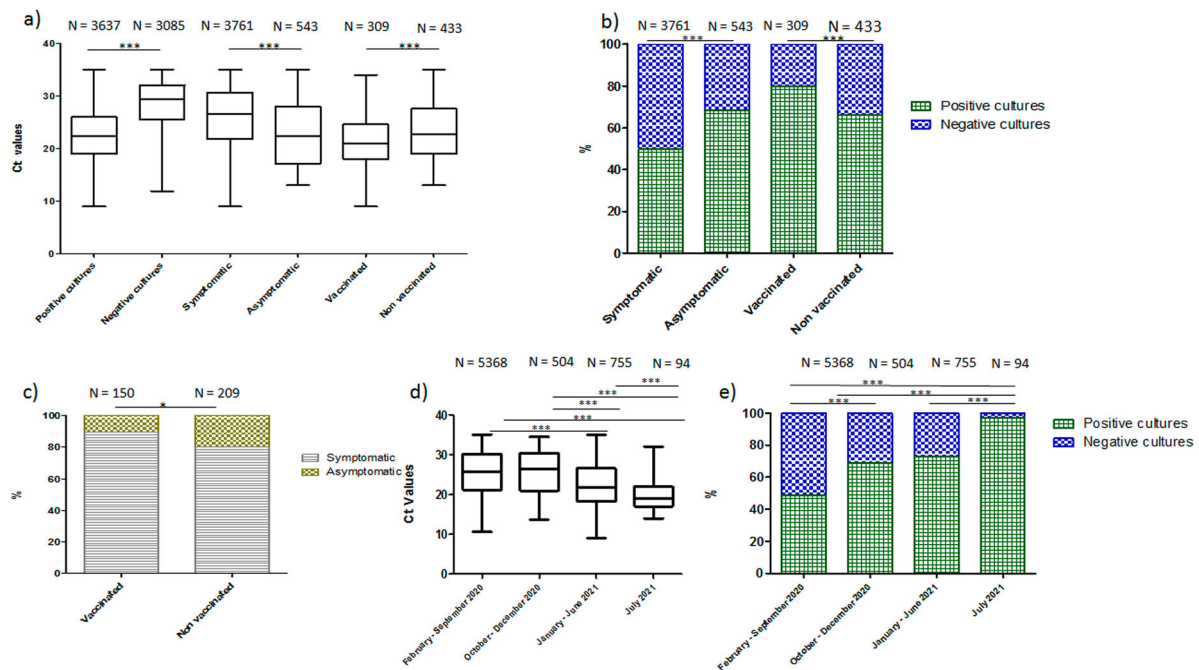 a)
N = 3637 N = 3085 N = 3761 N = 543 N = 309 N = 433
*** *** ***
40
30
20
10
0
Ct values
Positive cultures
Negative cultures
Symptomatic
Asymptomatic
Vaccinated
Non vaccinated
b)
N = 3761 N = 543 N = 309 N = 433
*** ***
100
80
60
40
20
0
%
Symptomatic
Asymptomatic
Vaccinated
Non vaccinated
Positive cultures
Negative cultures
c)
N = 150 N = 209
*
100
80
60
40
20
0
%
Vaccinated
Non vaccinated
Symptomatic
Asymptomatic
d)
N = 5368 N = 504 N = 755 N = 94
***
***
***
***
***
40
30
20
10
0
Ct Values
February - September 2020
October - December 2020
January - June 2021
July 2021
e)
N = 5368 N = 504 N = 755 N = 94
***
***
*** ***
100
80
60
40
20
0
%
February - September 2020
October - December 2020
January - June 2021
July 2021
Positive cultures
Negative cultures